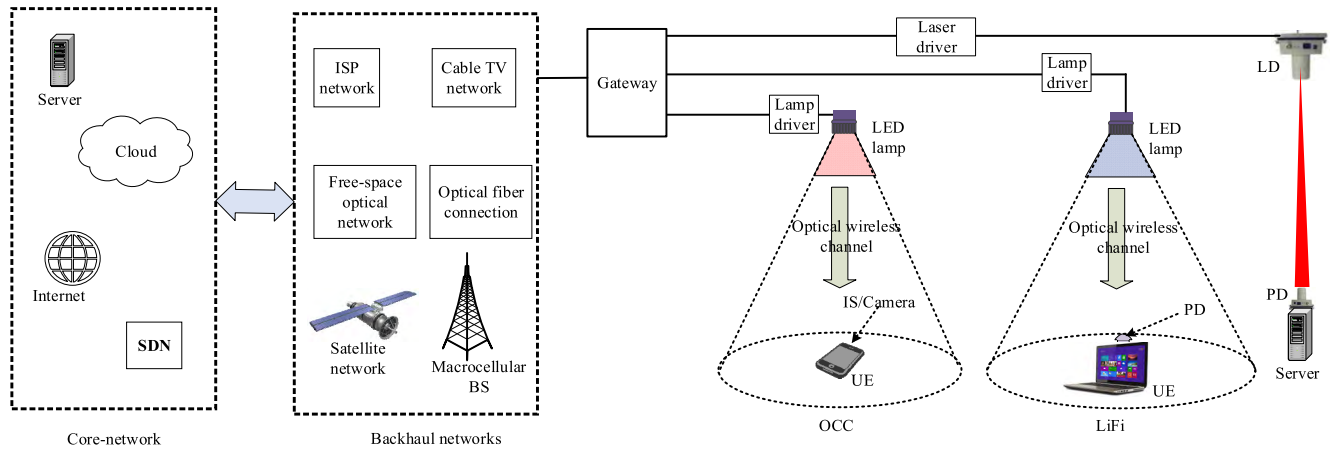 Server
Cloud
Internet
SDN
Core-network
ISP
network
Cable TV
network
Free-space
optical
network
Optical fiber
connection
Satellite
network
Macrocellular
BS
Backhaul networks
Gateway
Laser
driver
Lamp
driver
Lamp
driver
LED
lamp
Optical wireless
channel
IS/Camera
UE
OCC
LED
lamp
Optical wireless
channel
PD
UE
LiFi
LD
PD
Server